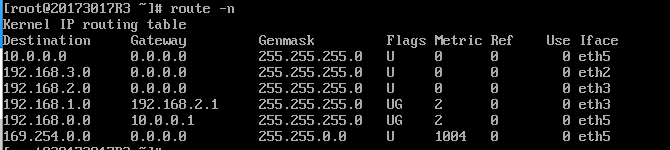 [root@20173017R3 ~]# route -n
Kernel IP routing table
Destination Gateway Genmask Flags Metric Ref Use Iface
10.0.0.0 0.0.0.0 255.255.255.0 U 0 0 0 eth5
192.168.3.0 0.0.0.0 255.255.255.0 U 0 0 0 eth2
192.168.2.0 0.0.0.0 255.255.255.0 U 0 0 0 eth3
192.168.1.0 192.168.2.1 255.255.255.0 UG 2 0 0 eth3
192.168.0.0 10.0.0.1 255.255.255.0 UG 2 0 0 eth5
169.254.0.0 0.0.0.0 255.255.0.0 U 1004 0 0 eth5
[root@20173017R3 ~]#